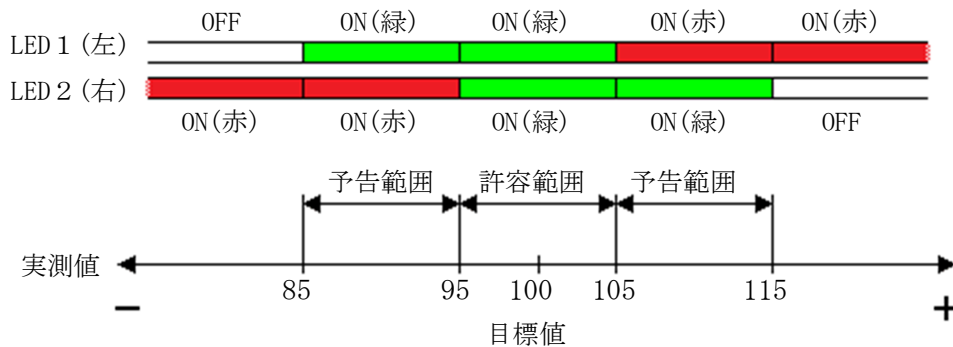 OFF ON(緑) ON(緑) ON(赤) ON(赤)
LED1(左)
LED2(右)
ON(赤) ON(赤) ON(緑) ON(緑) OFF
予告範囲 許容範囲 予告範囲
実測値
85 95 100 105 115
− +
目標値